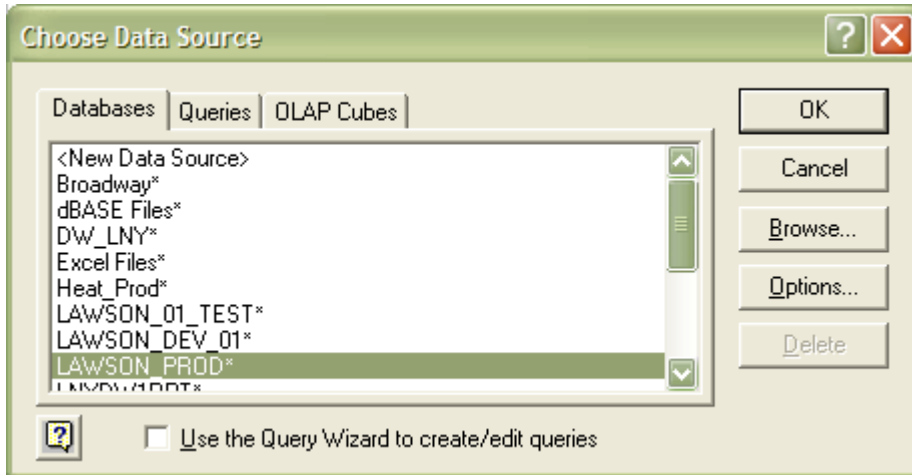 Choose Data Source
Databases Queries OLAP Cubes
<New Data Source>
Broadway*
dBASE Files*
DW_LNY*
Excel Files*
Heat_Prod*
LAWSON_01_TEST*
LAWSON_DEV_01*
LAWSON_PROD*
OK
Cancel
Browse...
Options...
Delete
Use the Query Wizard to create/edit queries